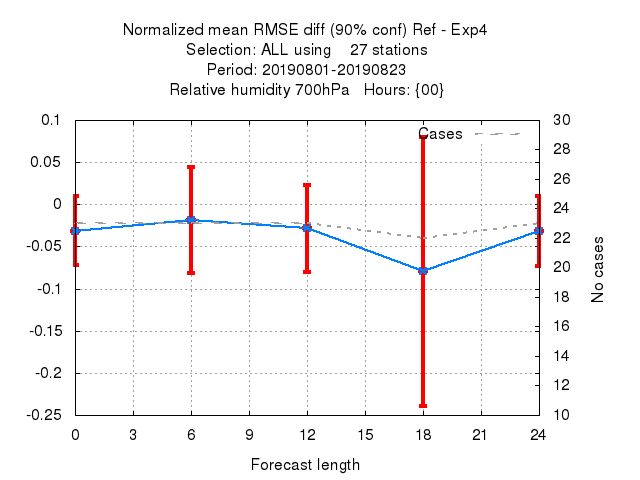 Normalized mean RMSE diff (90% conf) Ref - Exp4
Selection: ALL using    27 stations
Period: 20190801-20190823
Relative humidity 700hPa   Hours: {00}
Cases
0.1
0.05
0
-0.05
-0.1
-0.15
-0.2
-0.25
30
28
26
24
22
20
18
16
14
12
10
No cases
0 3 6 9 12 15 18 21 24
Forecast length